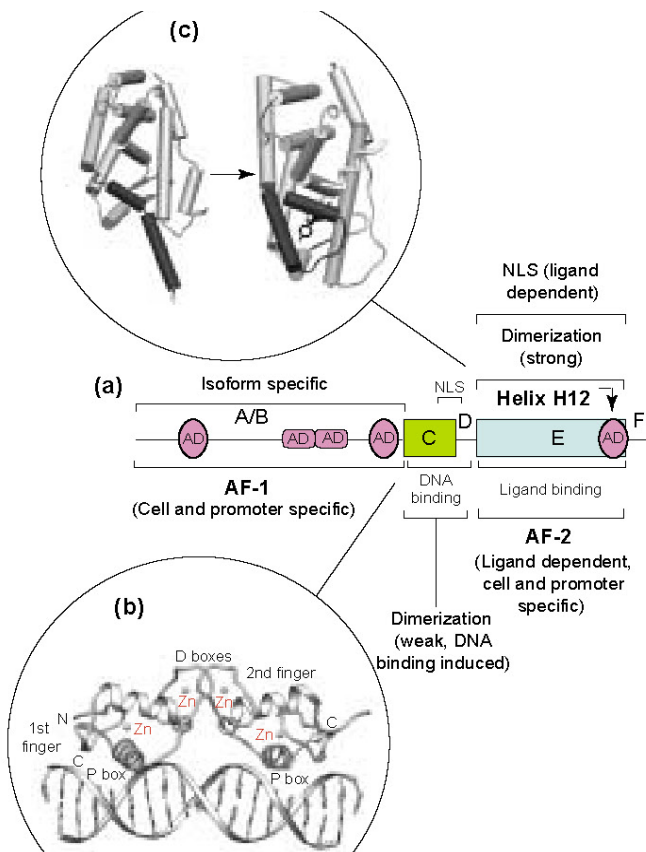 (c)
NLS (ligand
dependent)
Dimerization
(strong)
(a)
Isoform specific
NLS
Helix H12
A/B
D
F
AD
AD
AD
AD
C
E
AD
AF-1
(Cell and promoter specific)
DNA
binding
Ligand binding
AF-2
(Ligand dependent,
cell and promoter
specific)
(b)
Dimerization
(weak, DNA
binding induced)
D boxes
2nd finger
Zn
Zn
N
Zn
Zn
C
1st
finger
C
P box
P box